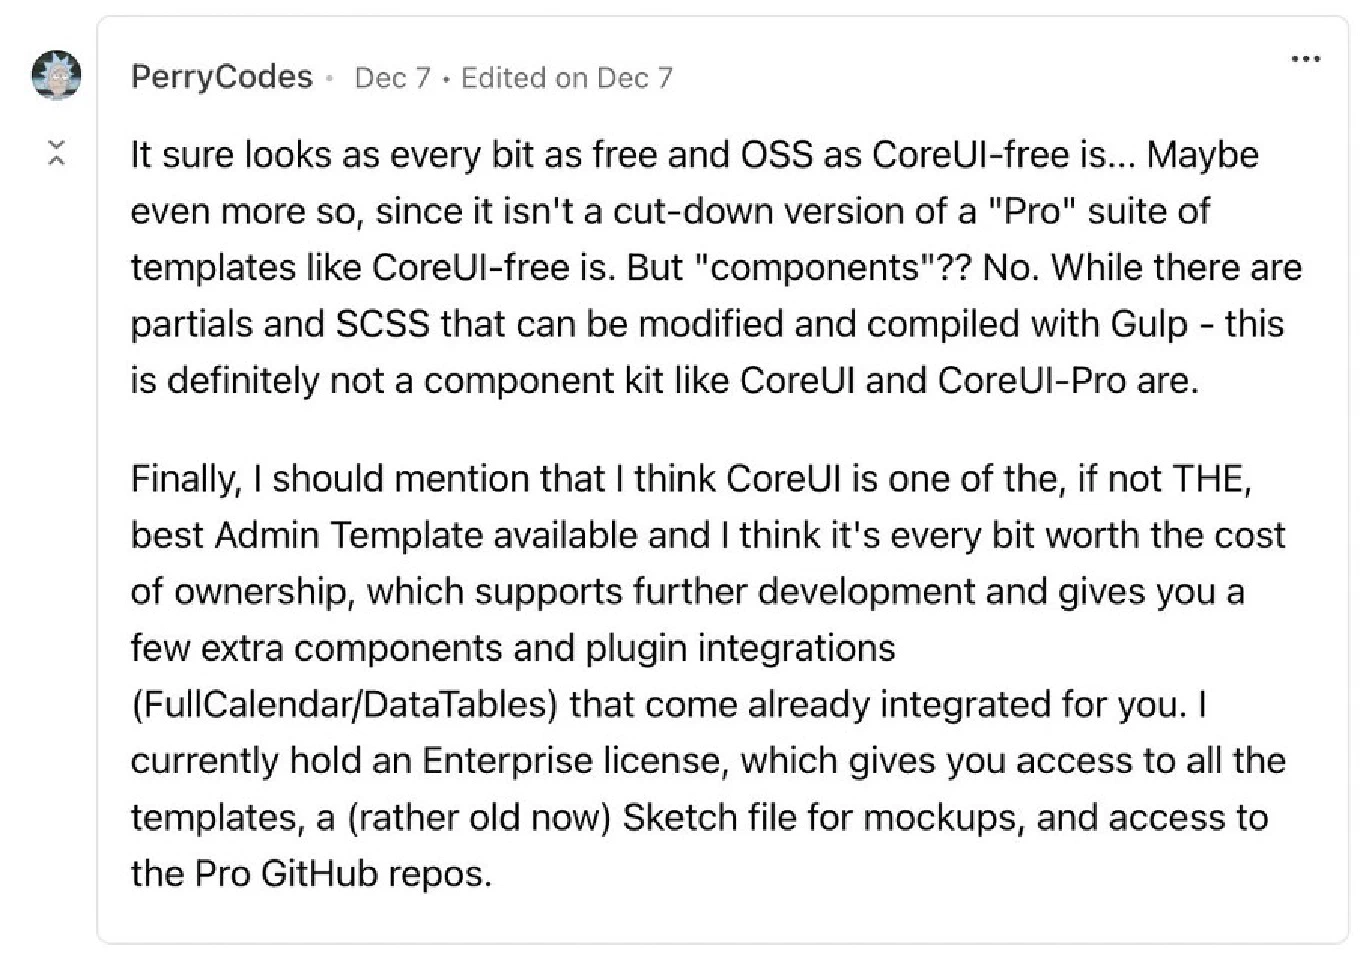 PerryCodes • Dec 7 • Edited on Dec 7
It sure looks as every bit as free and OSS as CoreUI-free is... Maybe
even more so, since it isn't a cut-down version of a "Pro" suite of
templates like CoreUI-free is. But "components"?? No. While there are
partials and SCSS that can be modified and compiled with Gulp - this
is definitely not a component kit like CoreUI and CoreUI-Pro are.
Finally, I should mention that I think CoreUI is one of the, if not THE,
best Admin Template available and I think it's every bit worth the cost
of ownership, which supports further development and gives you a
few extra components and plugin integrations
(FullCalendar/DataTables) that come already integrated for you. I
currently hold an Enterprise license, which gives you access to all the
templates, a (rather old now) Sketch file for mockups, and access to
the Pro GitHub repos.